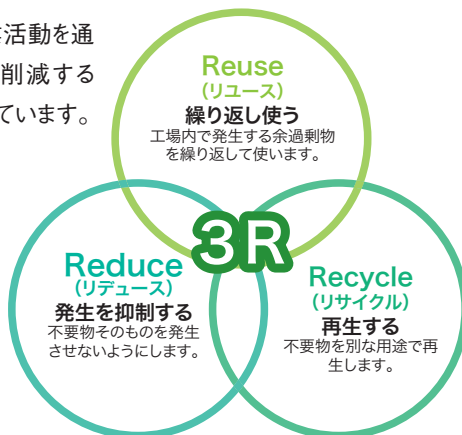 活動を通
削減する
ています。
Reuse
(リユース)
繰り返し使う
工場内で発生する余過剰物
を繰り返して使います。
3R
Reduce
(リデュース)
発生を抑制する
不要物そのものを発生
させないようにします。
Recycle
(リサイクル)
再生する
不要物を別な用途で再
生します。